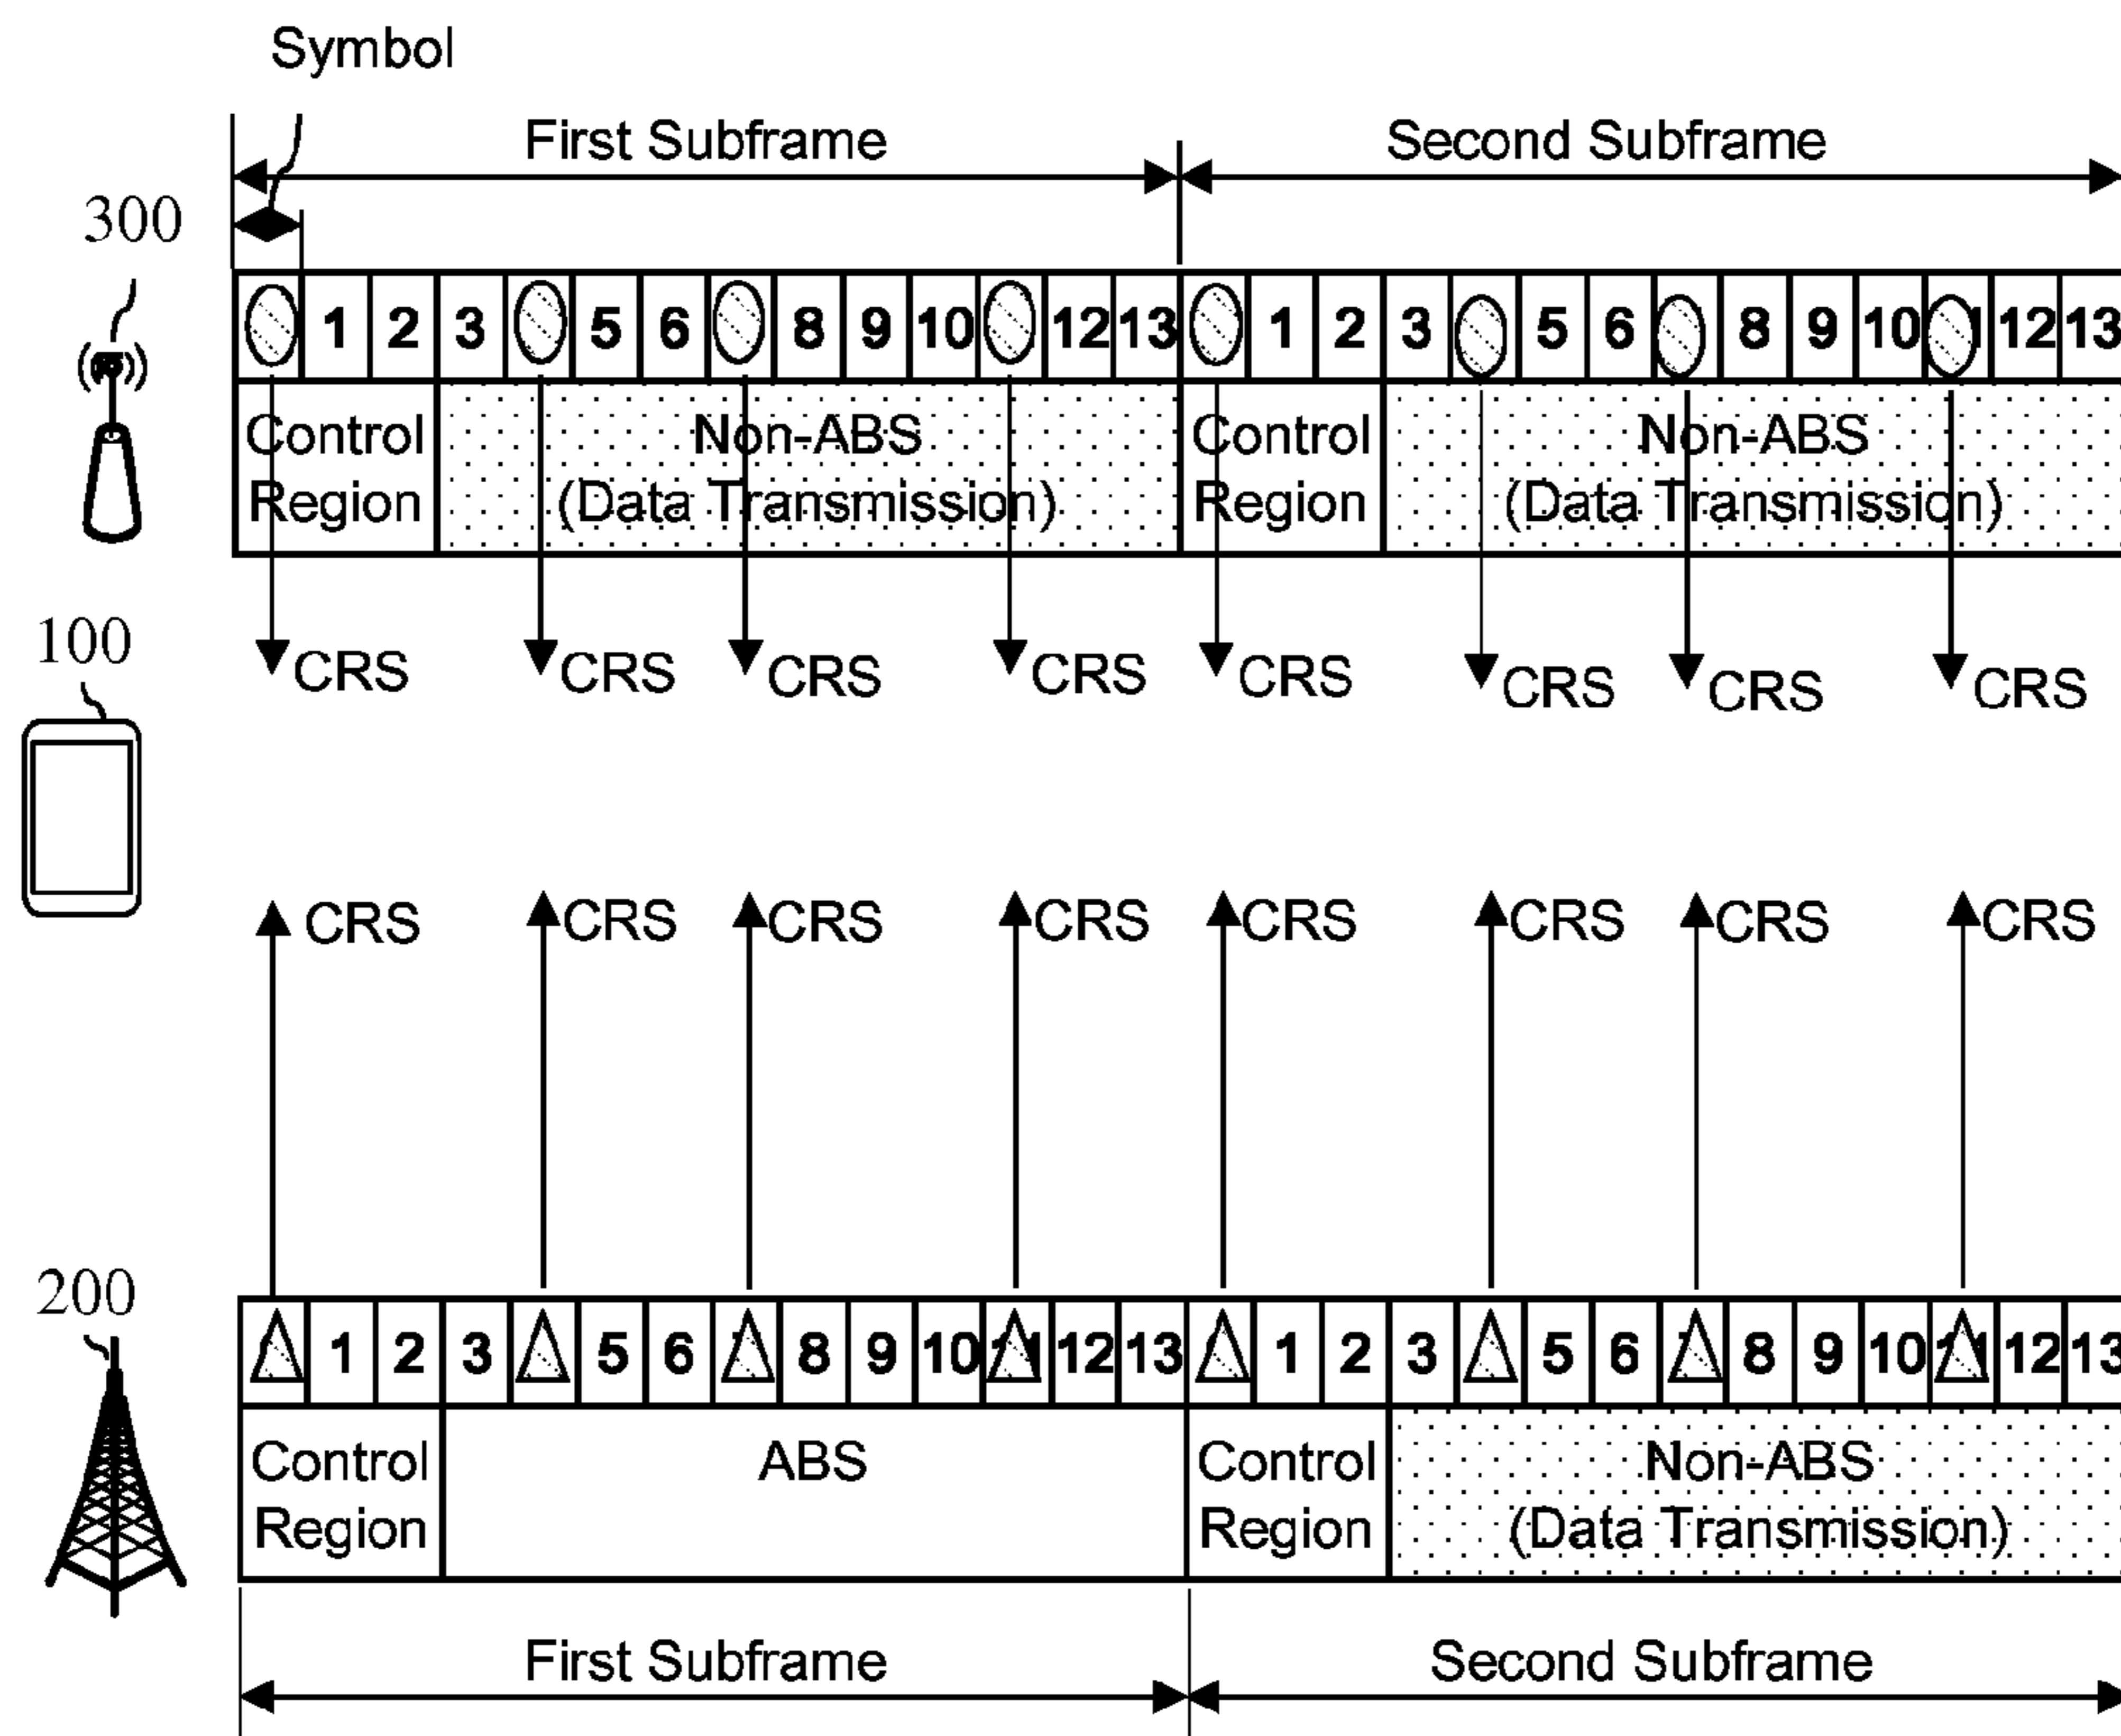 Symbol
First Subframe Second Subframe
300
1 2 3 5 6 8 9 10 12 13 1 2 3 5 6 8 9 10 12 13
Control Non-ABS Control Non-ABS
Region (Data Transmission) Region (Data Transmission)
CRS CRS CRS CRS CRS CRS CRS CRS
100
CRS CRS CRS CRS CRS CRS CRS CRS
200
1 2 3 5 6 8 9 10 11 12 13 1 2 3 5 6 8 9 10 11 12 13
Control ABS Control Non-ABS
Region Region (Data Transmission)
First Subframe Second Subframe